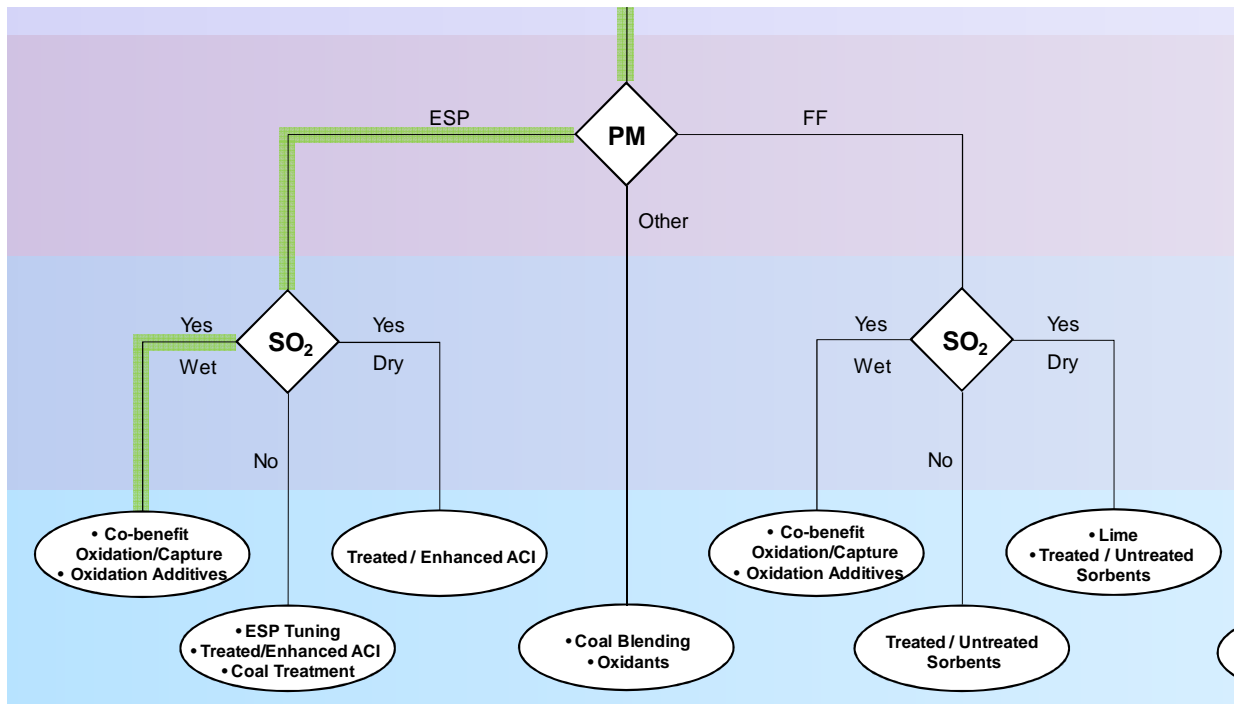 ESP
PM
FF
Other
Yes
Wet
SO₂
Yes
Dry
No
Yes
Wet
SO₂
Yes
Dry
No
• Co-benefit
Oxidation/Capture
• Oxidation Additives
Treated / Enhanced ACI
• Co-benefit
Oxidation/Capture
• Oxidation Additives
• Lime
• Treated / Untreated
Sorbents
• ESP Tuning
• Treated/Enhanced ACI
• Coal Treatment
• Coal Blending
• Oxidants
Treated / Untreated
Sorbents